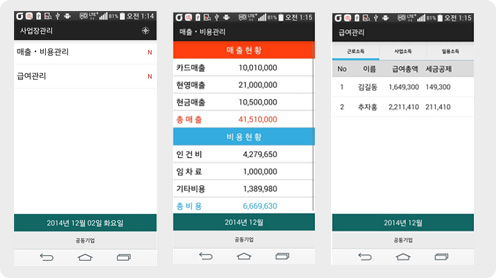 오전 1:14
사업장관리
매출·비용관리 N
급여관리 N
2014년 12월 02일 화요일
공동기업
오전 1:15
매출·비용관리
매 출 현 황
카드매출 10,010,000
현영매출 21,000,000
현금매출 10,500,000
총 매 출 41,510,000
비 용 현 황
인 건 비 4,279,650
임 차 료 1,000,000
기타비용 1,389,980
총 비 용 6,669,630
2014년 12월
공동기업
오전 1:15
급여관리
근로소득 사업소득 일용소득
No 이름 급여총액 세금공제
1 김길동 1,649,300 149,300
2 추자홍 2,211,410 211,410
2014년 12월
공동기업